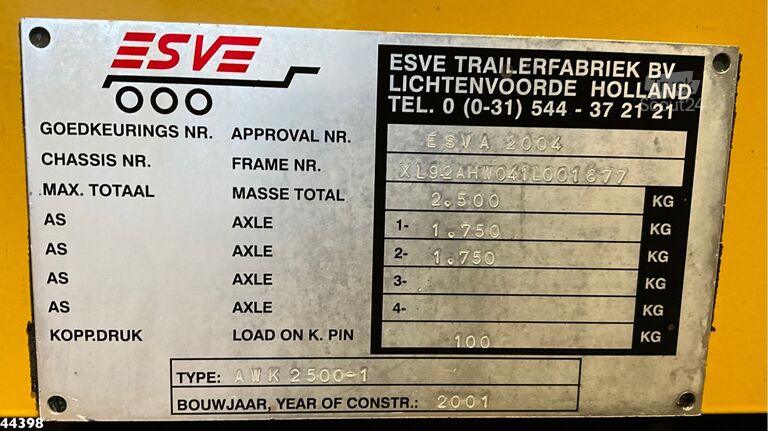 ESVE
ESVE TRAILERFABRIEK BV
LICHTENVOORDE HOLLAND
TEL. 0 (0-31) 544 - 37 21 21
GOEDKEURINGS NR. APPROVAL NR. ESVA 2004
CHASSIS NR. FRAME NR. XL92AHW041L001677
MAX. TOTAAL MASSE TOTAL 2.500 KG
AS AXLE 1- 1.750 KG
AS AXLE 2- 1.750 KG
AS AXLE 3- KG
AS AXLE 4- KG
KOPP.DRUK LOAD ON K. PIN 100 KG
TYPE: AWK 2500-1
BOUWJAAR, YEAR OF CONSTR.: 2001
44398